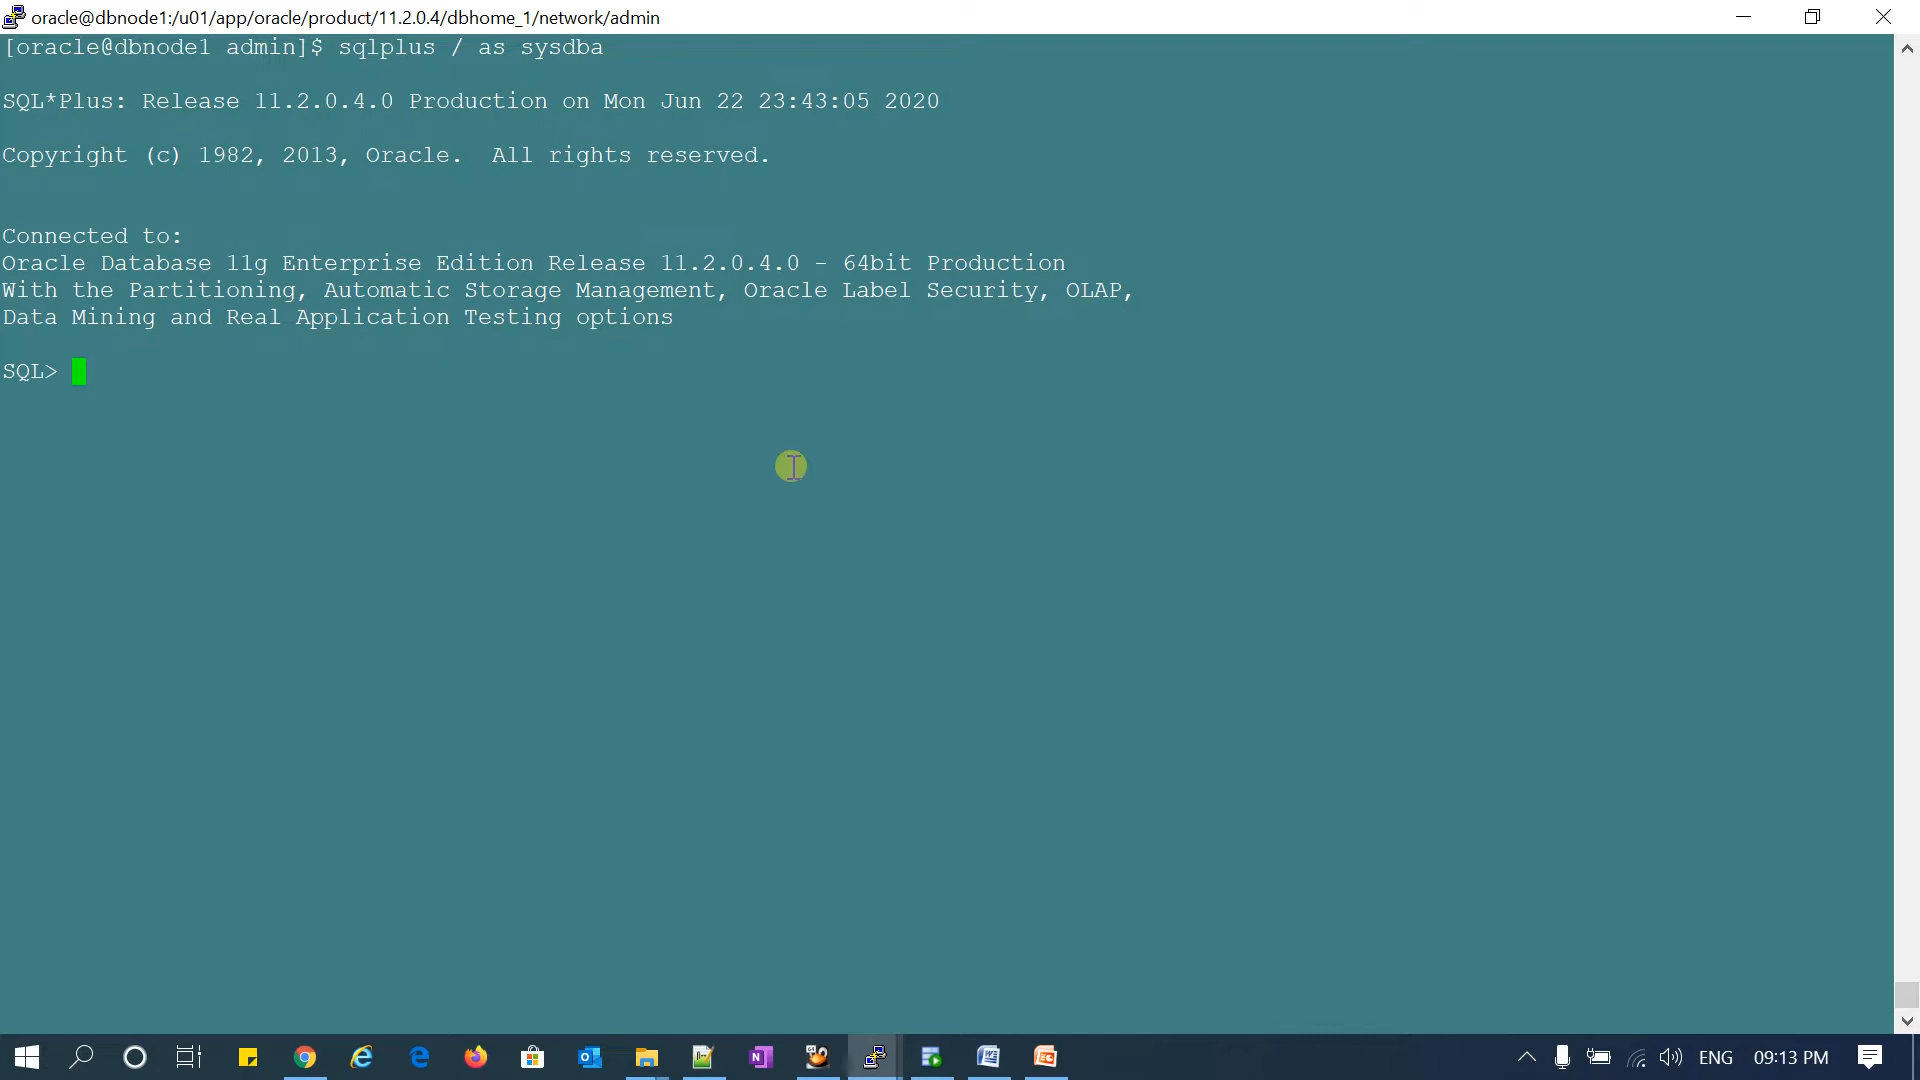 oracle@dbnode1:/u01/app/oracle/product/11.2.0.4/dbhome_1/network/admin
[oracle@dbnode1 admin]$ sqlplus / as sysdba
SQL*Plus: Release 11.2.0.4.0 Production on Mon Jun 22 23:43:05 2020
Copyright (c) 1982, 2013, Oracle.  All rights reserved.
Connected to:
Oracle Database 11g Enterprise Edition Release 11.2.0.4.0 - 64bit Production
With the Partitioning, Automatic Storage Management, Oracle Label Security, OLAP,
Data Mining and Real Application Testing options
SQL>
ENG 09:13 PM